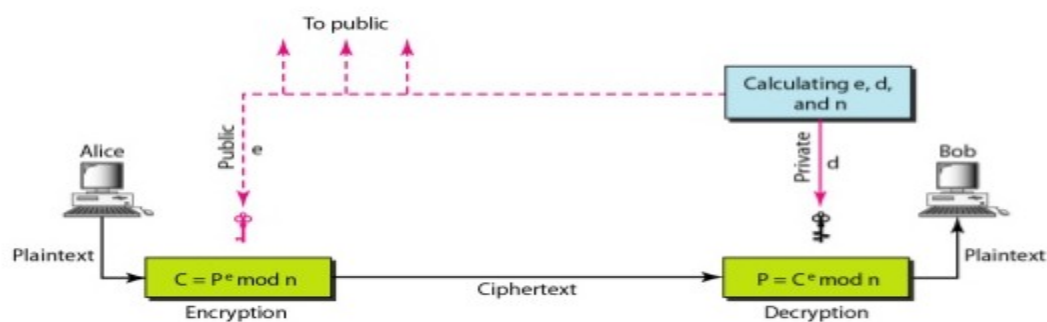 To public
Calculating e, d,
and n
Alice
Public
e
Private
d
Bob
Plaintext
C = Pᵉ mod n
Ciphertext
P = Cᵉ mod n
Plaintext
Encryption
Decryption